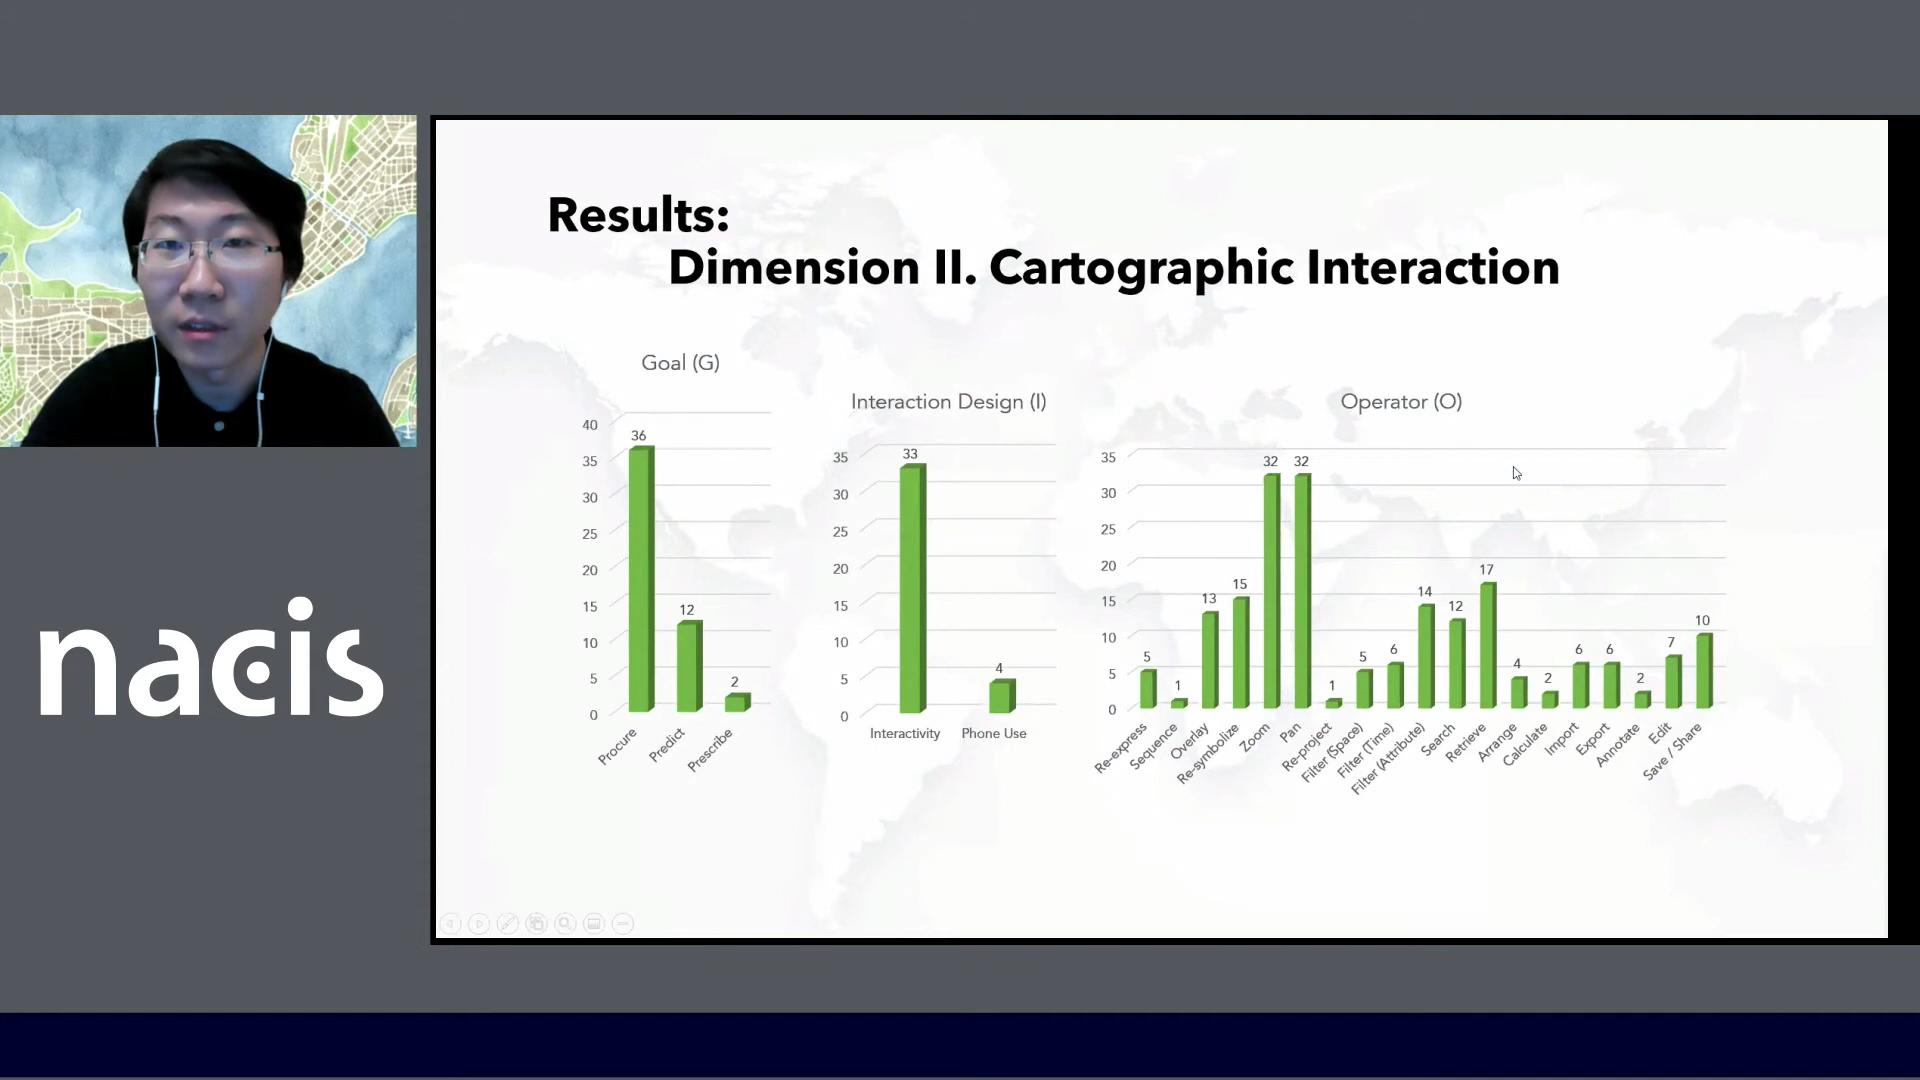 Results:
Dimension II. Cartographic Interaction
Goal (G)
40
35
30
25
20
15
10
5
0
36
12
2
Procure
Predict
Prescribe
Interaction Design (I)
35
30
25
20
15
10
5
0
33
4
Interactivity
Phone Use
Operator (O)
35
30
25
20
15
10
5
0
5
1
13
15
32
32
1
5
6
14
12
17
4
2
6
6
2
7
10
Re-express
Sequence
Overlay
Re-symbolize
Zoom
Pan
Re-project
Filter (Space)
Filter (Time)
Filter (Attribute)
Search
Retrieve
Arrange
Calculate
Import
Export
Annotate
Edit
Save / Share
nacis